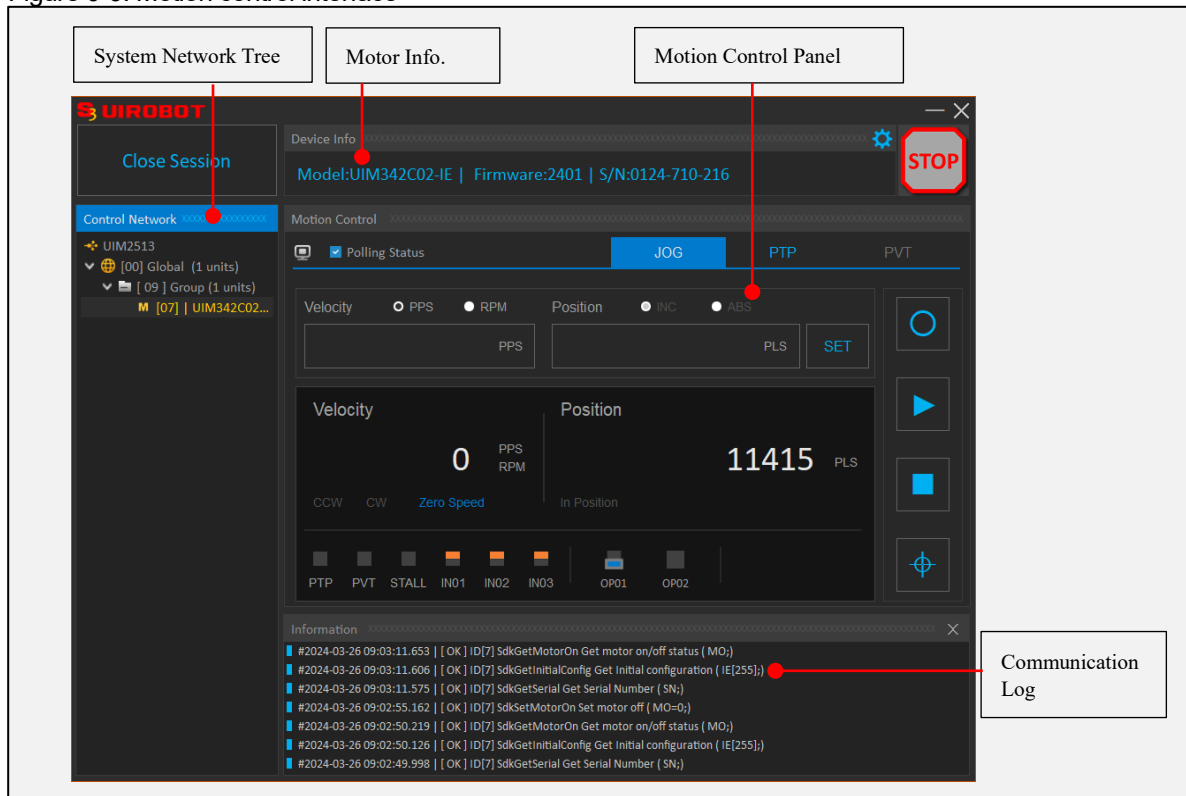 Figure 0-0. Motion control interface
System Network Tree
Motor Info.
Motion Control Panel
S3 UIROBOT
Close Session
Device Info
Model:UIM342C02-IE | Firmware:2401 | S/N:0124-710-216
STOP
Control Network
UIM2513
[00] Global (1 units)
[ 09 ] Group (1 units)
M [07] | UIM342C02...
Motion Control
Polling Status
JOG
PTP
PVT
Velocity PPS RPM Position INC ABS
PPS
PLS
SET
Velocity
Position
0 PPS
RPM
11415 PLS
CCW CW Zero Speed In Position
PTP PVT STALL IN01 IN02 IN03 OP01 OP02
Information
#2024-03-26 09:03:11.653 | [ OK ] ID[7] SdkGetMotorOn Get motor on/off status ( MO;)
#2024-03-26 09:03:11.606 | [ OK ] ID[7] SdkGetInitialConfig Get Initial configuration ( IE[255];)
#2024-03-26 09:03:11.575 | [ OK ] ID[7] SdkGetSerial Get Serial Number ( SN;)
#2024-03-26 09:02:55.162 | [ OK ] ID[7] SdkSetMotorOn Set motor off ( MO=0;)
#2024-03-26 09:02:50.219 | [ OK ] ID[7] SdkGetMotorOn Get motor on/off status ( MO;)
#2024-03-26 09:02:50.126 | [ OK ] ID[7] SdkGetInitialConfig Get Initial configuration ( IE[255];)
#2024-03-26 09:02:49.998 | [ OK ] ID[7] SdkGetSerial Get Serial Number ( SN;)
Communication
Log